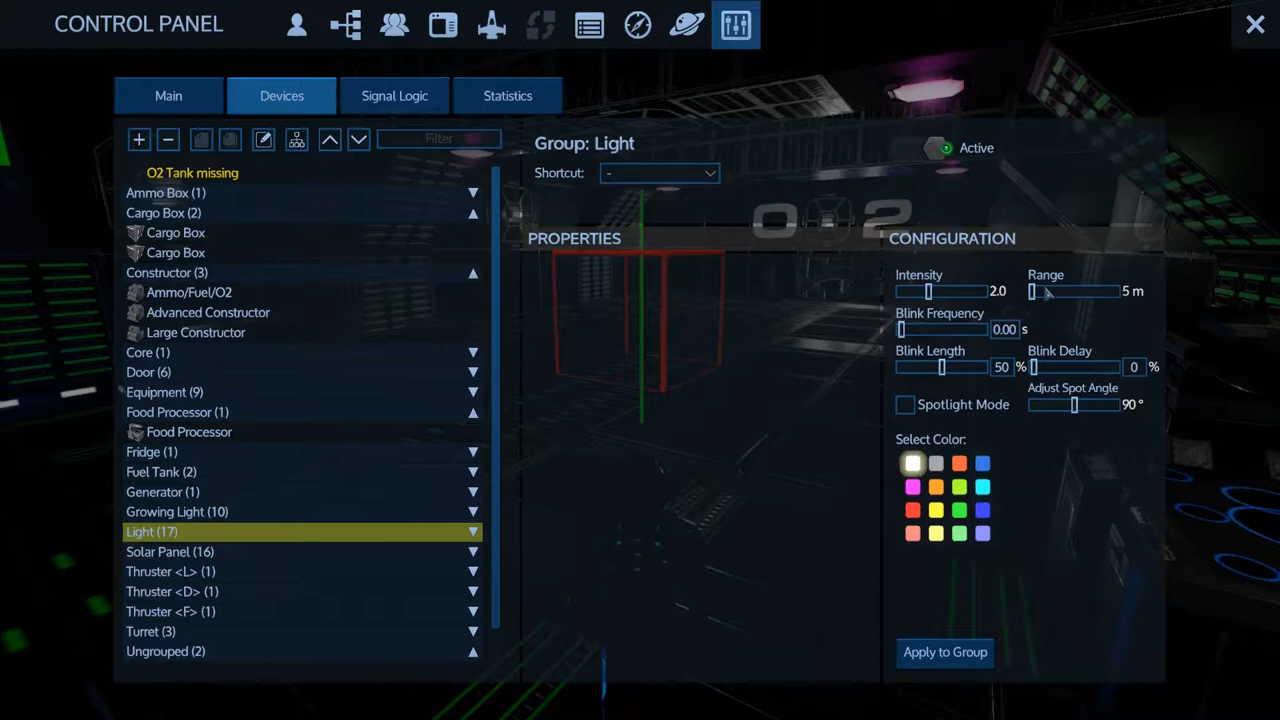 CONTROL PANEL
Main
Devices
Signal Logic
Statistics
Filter
O2 Tank missing
Ammo Box (1)
Cargo Box (2)
Cargo Box
Cargo Box
Constructor (3)
Ammo/Fuel/O2
Advanced Constructor
Large Constructor
Core (1)
Door (6)
Equipment (9)
Food Processor (1)
Food Processor
Fridge (1)
Fuel Tank (2)
Generator (1)
Growing Light (10)
Light (17)
Solar Panel (16)
Thruster <L> (1)
Thruster <D> (1)
Thruster <F> (1)
Turret (3)
Ungrouped (2)
Group: Light
Active
Shortcut: -
002
PROPERTIES
CONFIGURATION
Intensity
2.0
Range
5 m
Blink Frequency
0.00 s
Blink Length
50 %
Blink Delay
0 %
Spotlight Mode
Adjust Spot Angle
90 °
Select Color:
Apply to Group